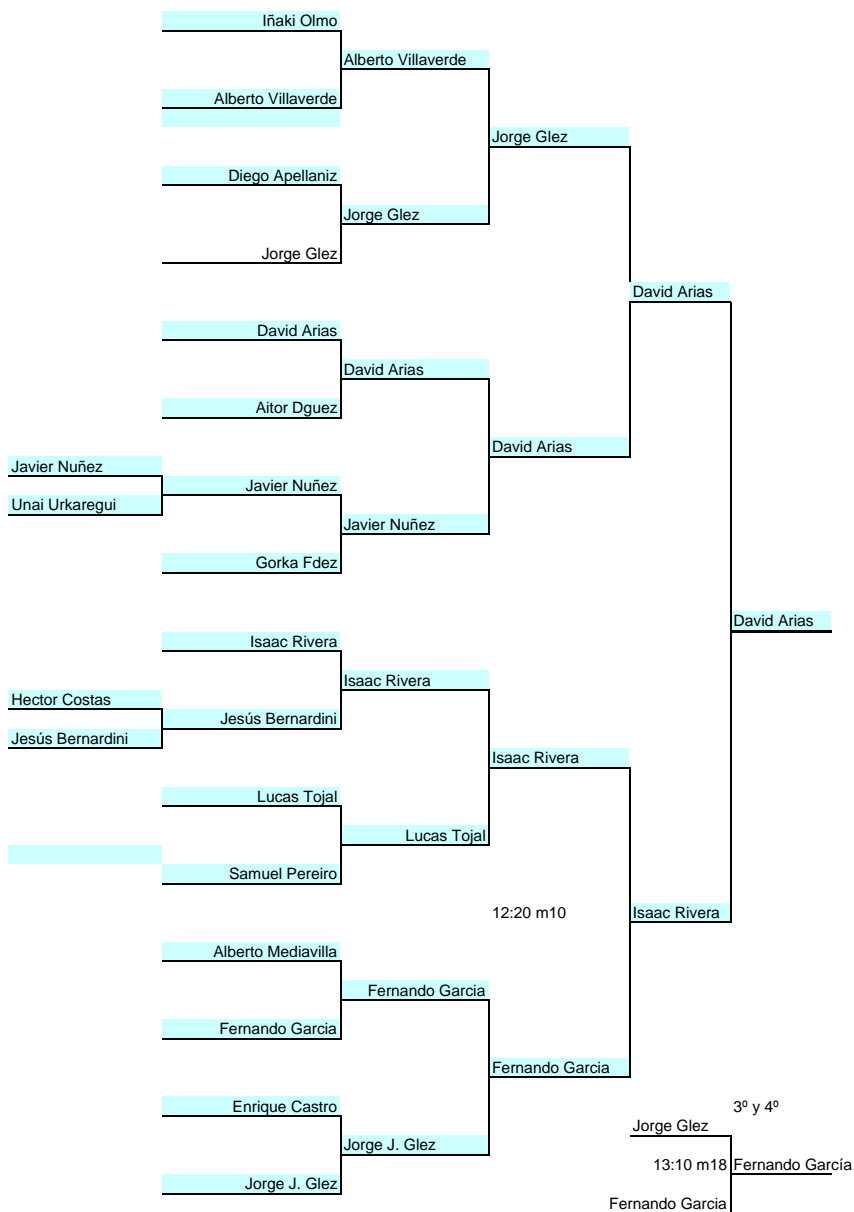 Iñaki Olmo
Alberto Villaverde
Alberto Villaverde
Jorge Glez
Diego Apellaniz
Jorge Glez
Jorge Glez
David Arias
David Arias
David Arias
Aitor Dguez
David Arias
Javier Nuñez
Javier Nuñez
Unai Urkaregui
Javier Nuñez
Gorka Fdez
David Arias
Isaac Rivera
Isaac Rivera
Hector Costas
Jesús Bernardini
Jesús Bernardini
Isaac Rivera
Lucas Tojal
Lucas Tojal
Samuel Pereiro
12:20 m10 Isaac Rivera
Alberto Mediavilla
Fernando Garcia
Fernando Garcia
Fernando Garcia
Enrique Castro
3º y 4º
Jorge Glez
Jorge J. Glez
13:10 m18 Fernando García
Jorge J. Glez
Fernando Garcia